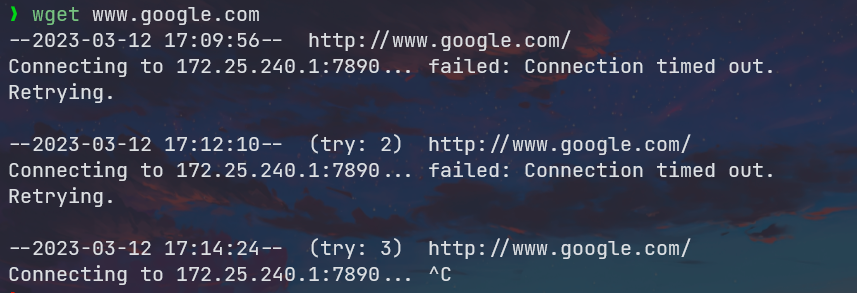 ❯ wget www.google.com
--2023-03-12 17:09:56--  http://www.google.com/
Connecting to 172.25.240.1:7890... failed: Connection timed out.
Retrying.

--2023-03-12 17:12:10--  (try: 2)  http://www.google.com/
Connecting to 172.25.240.1:7890... failed: Connection timed out.
Retrying.

--2023-03-12 17:14:24--  (try: 3)  http://www.google.com/
Connecting to 172.25.240.1:7890... ^C